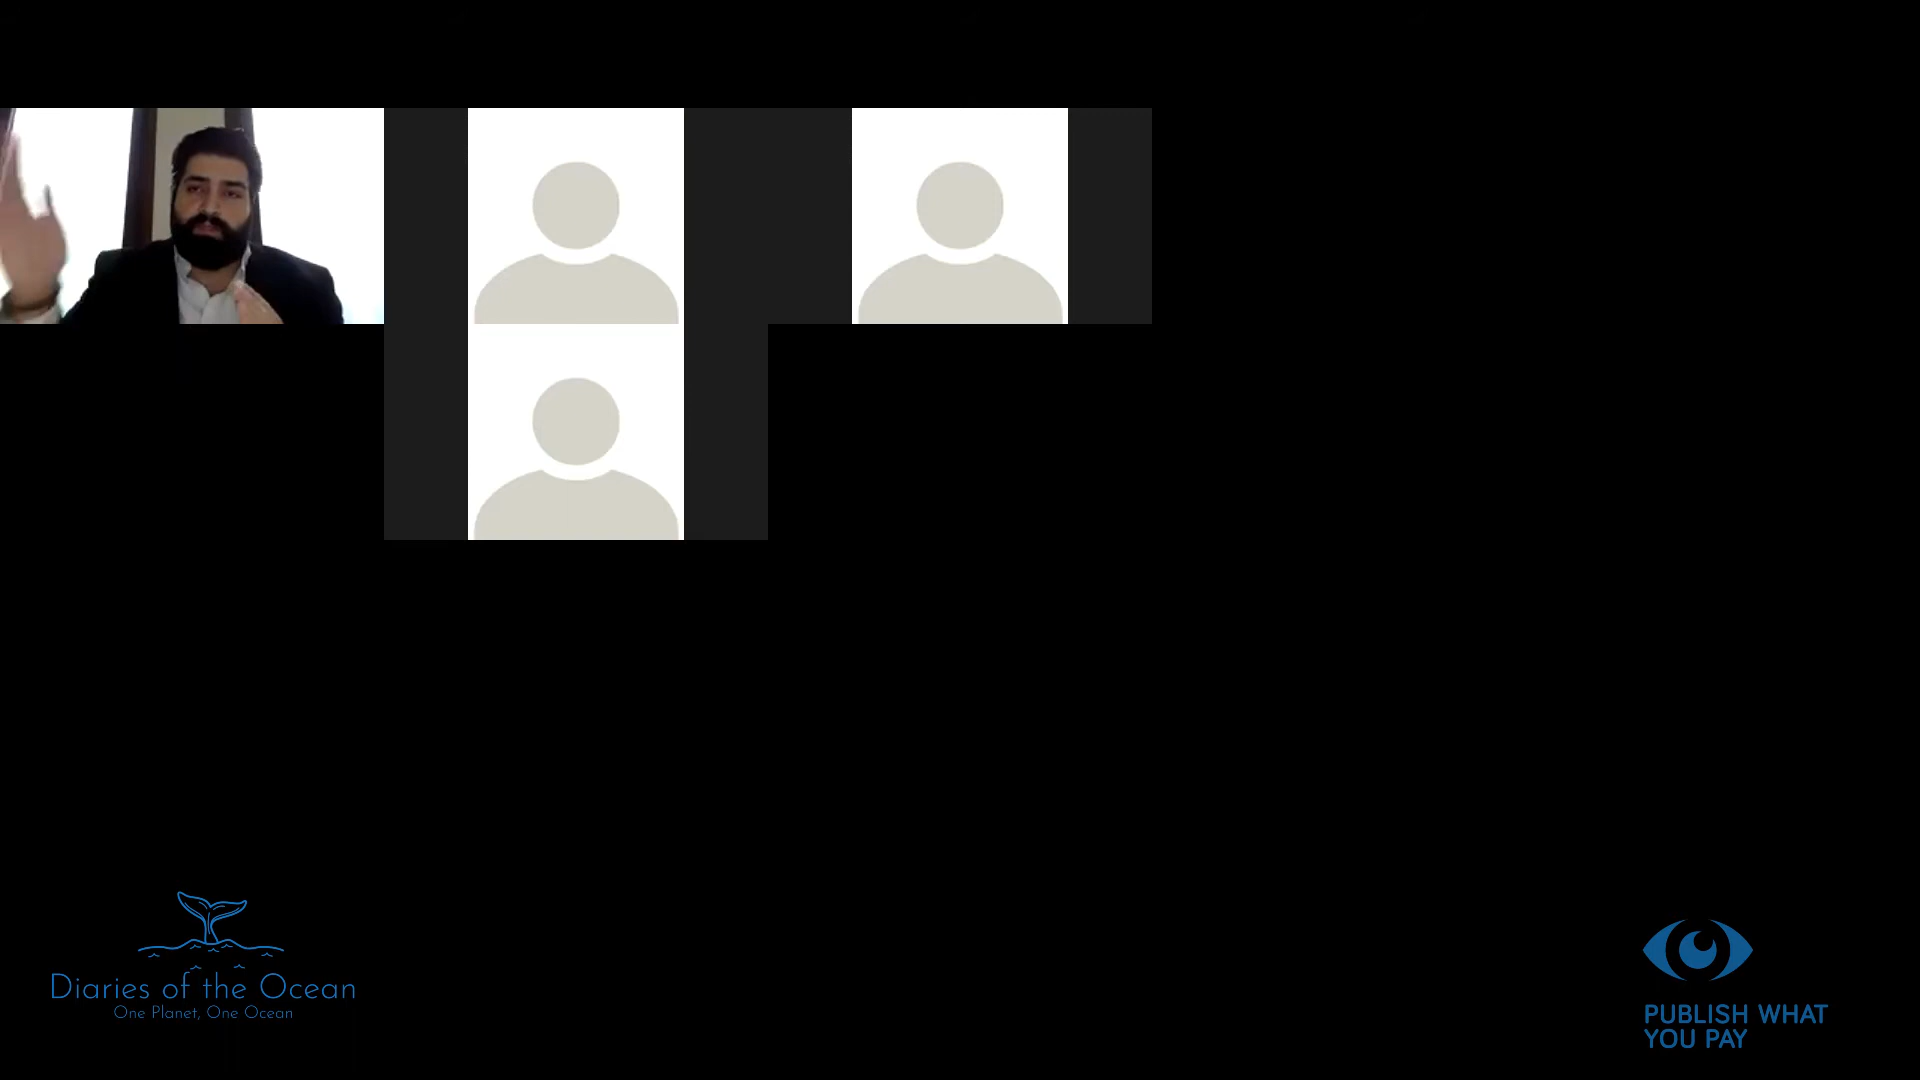 Diaries of the Ocean
One Planet, One Ocean
PUBLISH WHAT
YOU PAY